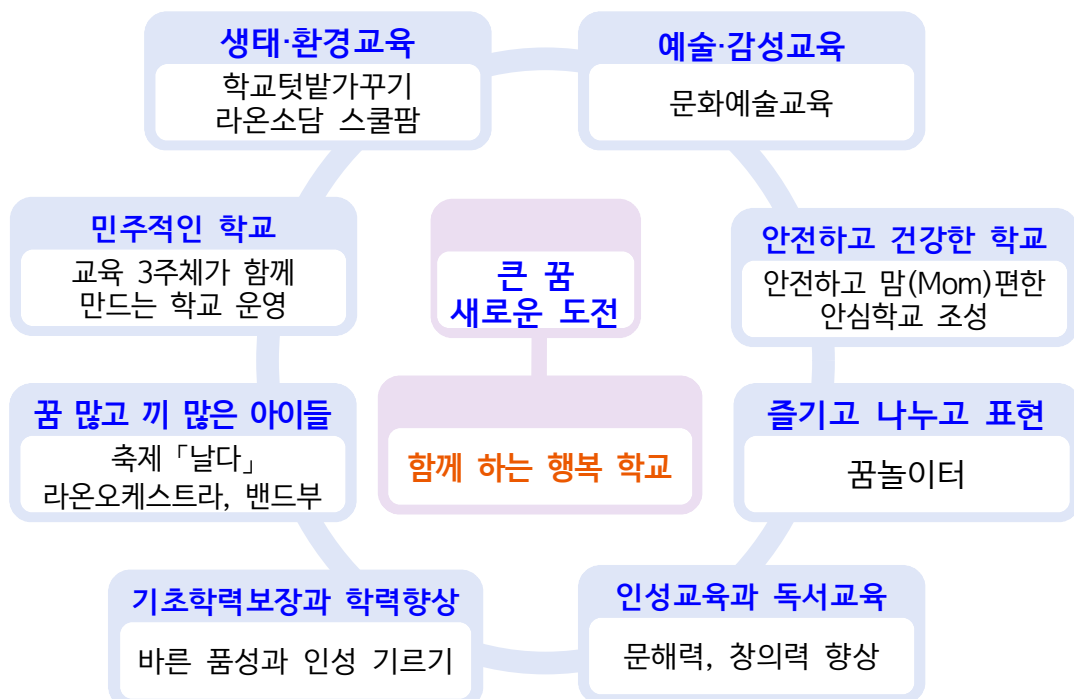 생태·환경교육
학교텃밭가꾸기
라온소담 스쿨팜
예술·감성교육
문화예술교육
민주적인 학교
교육 3주체가 함께
만드는 학교 운영
큰 꿈
새로운 도전
안전하고 건강한 학교
안전하고 맘(Mom)편한
안심학교 조성
꿈 많고 끼 많은 아이들
축제「날다」
라온오케스트라, 밴드부
함께 하는 행복 학교
즐기고 나누고 표현
꿈놀이터
기초학력보장과 학력향상
바른 품성과 인성 기르기
인성교육과 독서교육
문해력, 창의력 향상